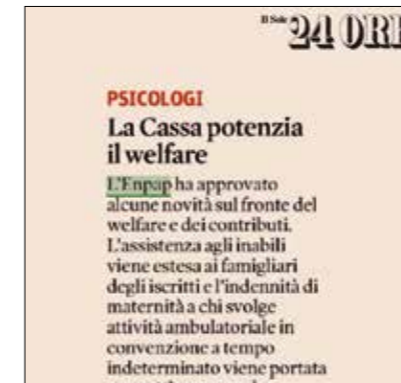 Il Sole
24 ORE
PSICOLOGI
La Cassa potenzia
il welfare
L'Enpap ha approvato
alcune novità sul fronte del
welfare e dei contributi.
L'assistenza agli inabili
viene estesa ai famigliari
degli iscritti e l'indennità di
maternità a chi svolge
attività ambulatoriale in
convenzione a tempo
indeterminato viene portata